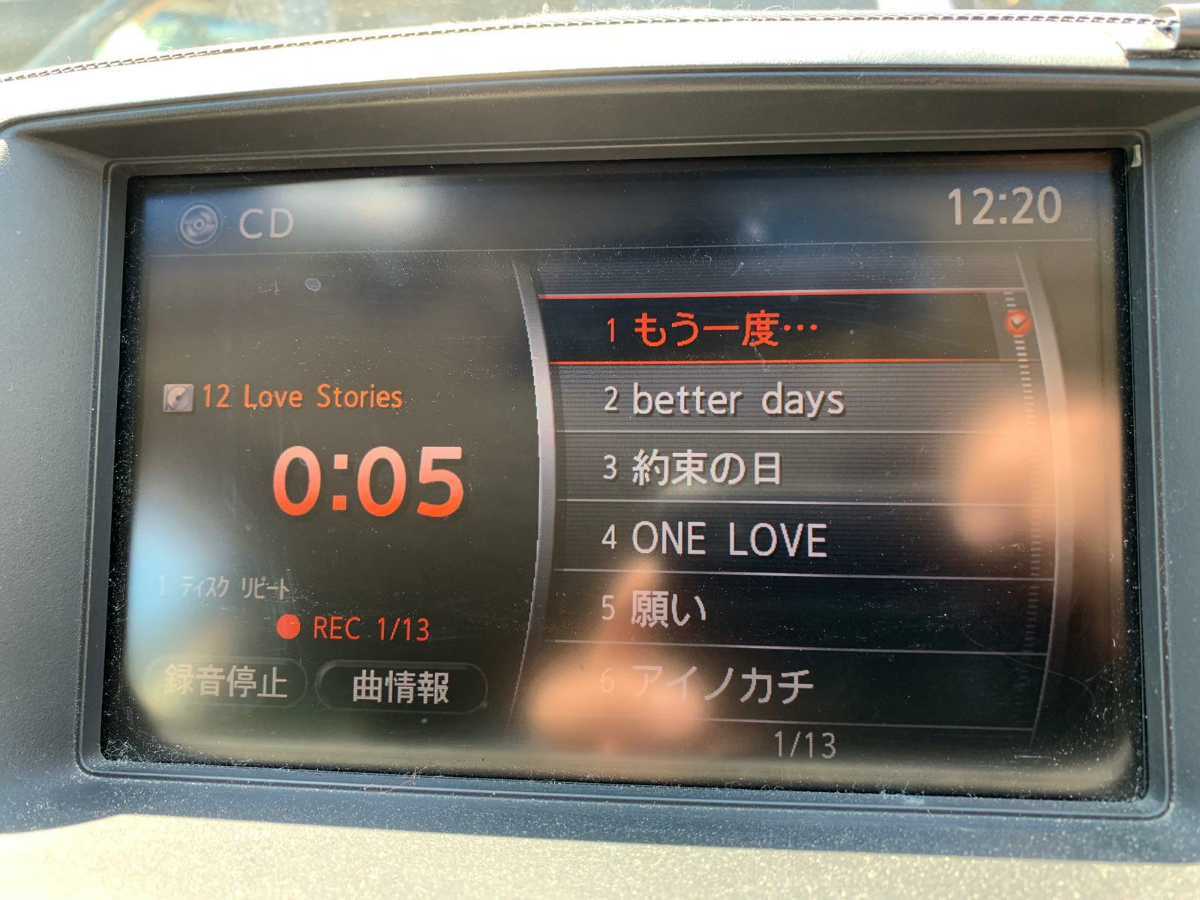 CD
12:20
12 Love Stories
0:05
1 ディスク リピート
REC 1/13
録音停止
曲情報
1 もう一度…
2 better days
3 約束の日
4 ONE LOVE
5 願い
6 アイノカチ
1/13